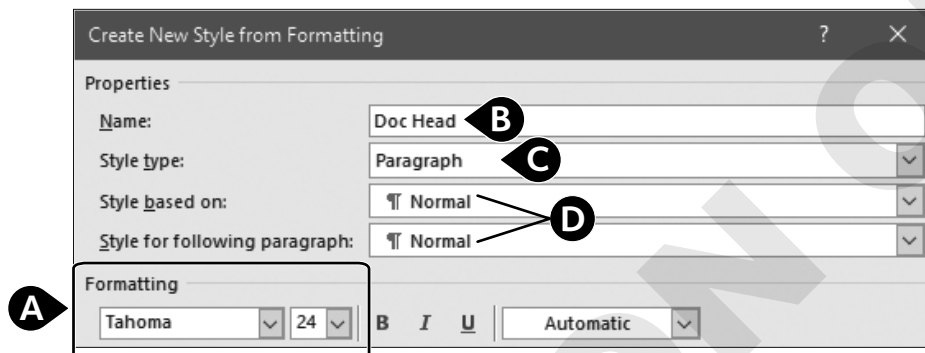 Create New Style from Formatting ? ×
Properties
Name: Doc Head B
Style type: Paragraph C
Style based on: ¶ Normal
D
Style for following paragraph: ¶ Normal
Formatting
A
Tahoma 24 B I U Automatic